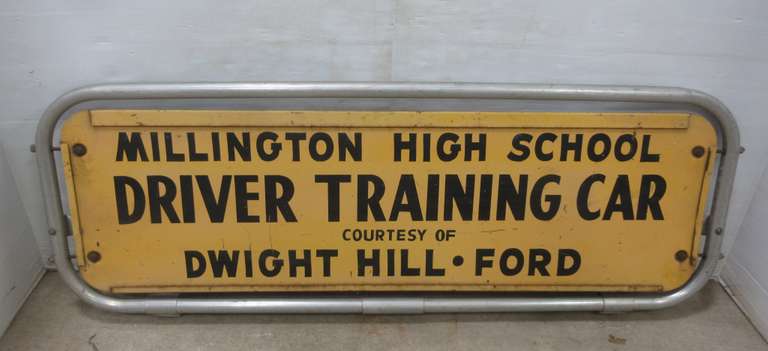 MILLINGTON HIGH SCHOOL
DRIVER TRAINING CAR
COURTESY OF
DWIGHT HILL • FORD